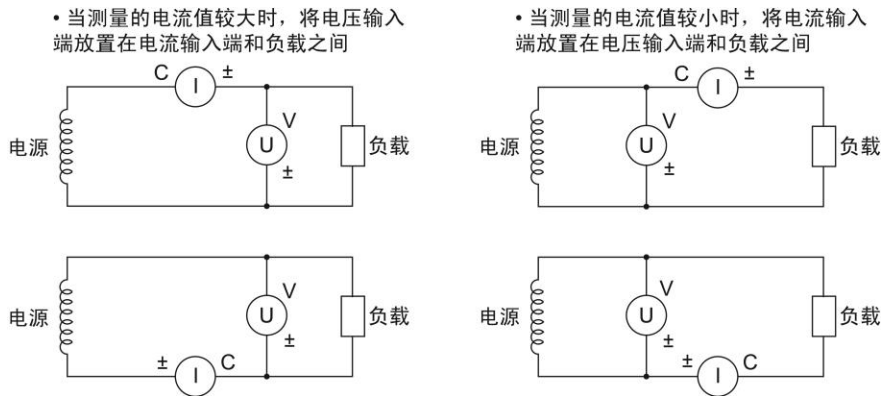 • 当测量的电流值较大时，将电压输入
端放置在电流输入端和负载之间
C I ±
电源
V
U
±
负载
• 当测量的电流值较小时，将电流输入
端放置在电压输入端和负载之间
C I ±
电源
V
U
±
负载
电源
V
U
±
负载
± I C
电源
V
U
±
负载
± I C